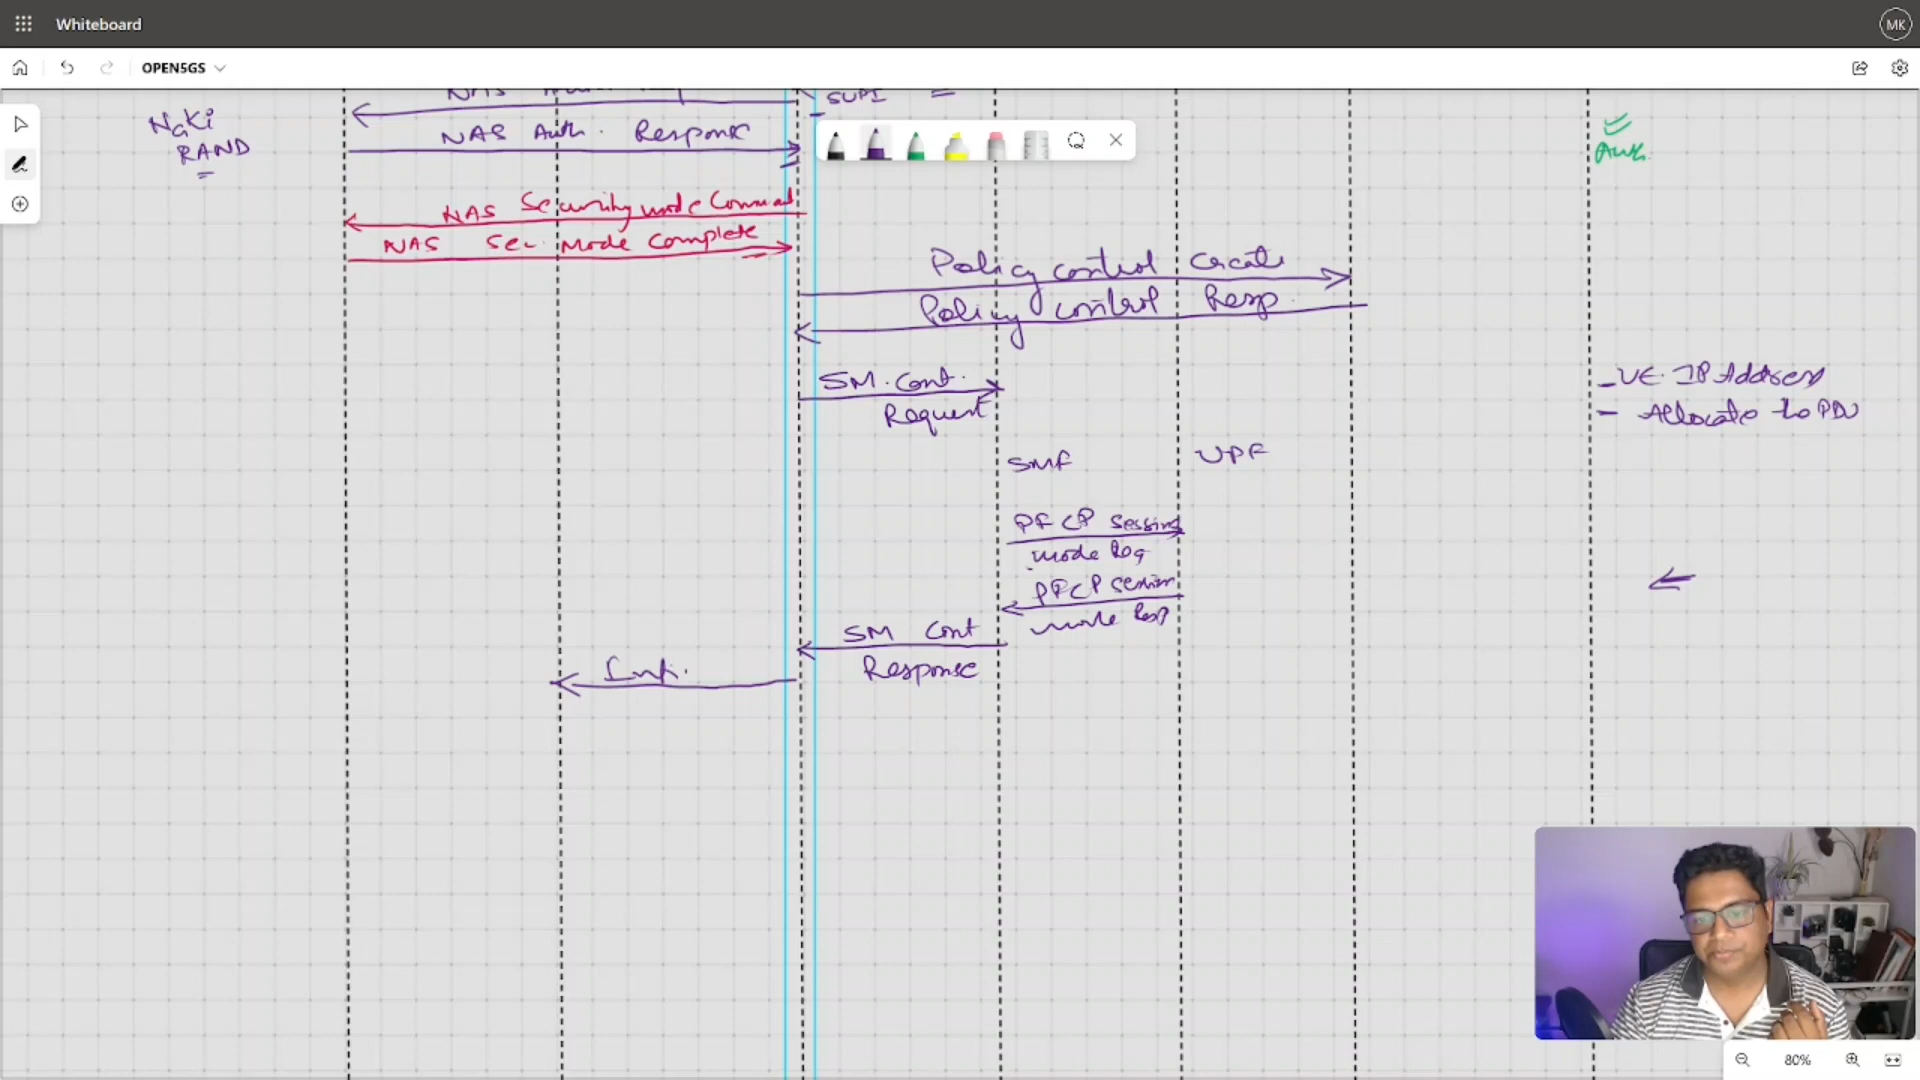 Whiteboard
MK
OPEN5GS
SUPI
NAS Auth. Response
RAND
Auth.
NAS Security mode Command
NAS Sec. Mode Complete
Policy control Create
Policy control Resp.
SM. Cont.
Request
- UE. IP Address
- Allocate to PDU
SMF
UPF
PFCP Session
mode Req
PFCP Session
mode Resp
SM Cont
Response
80%